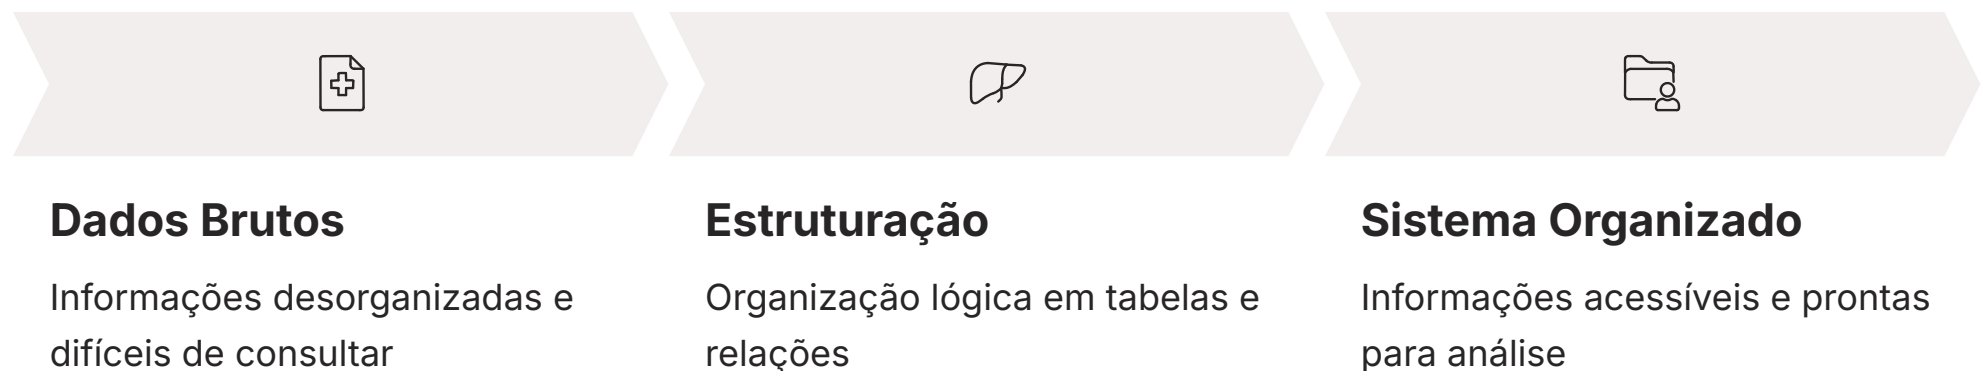 Dados Brutos
Informações desorganizadas e
difíceis de consultar
Estruturação
Organização lógica em tabelas e
relações
Sistema Organizado
Informações acessíveis e prontas
para análise